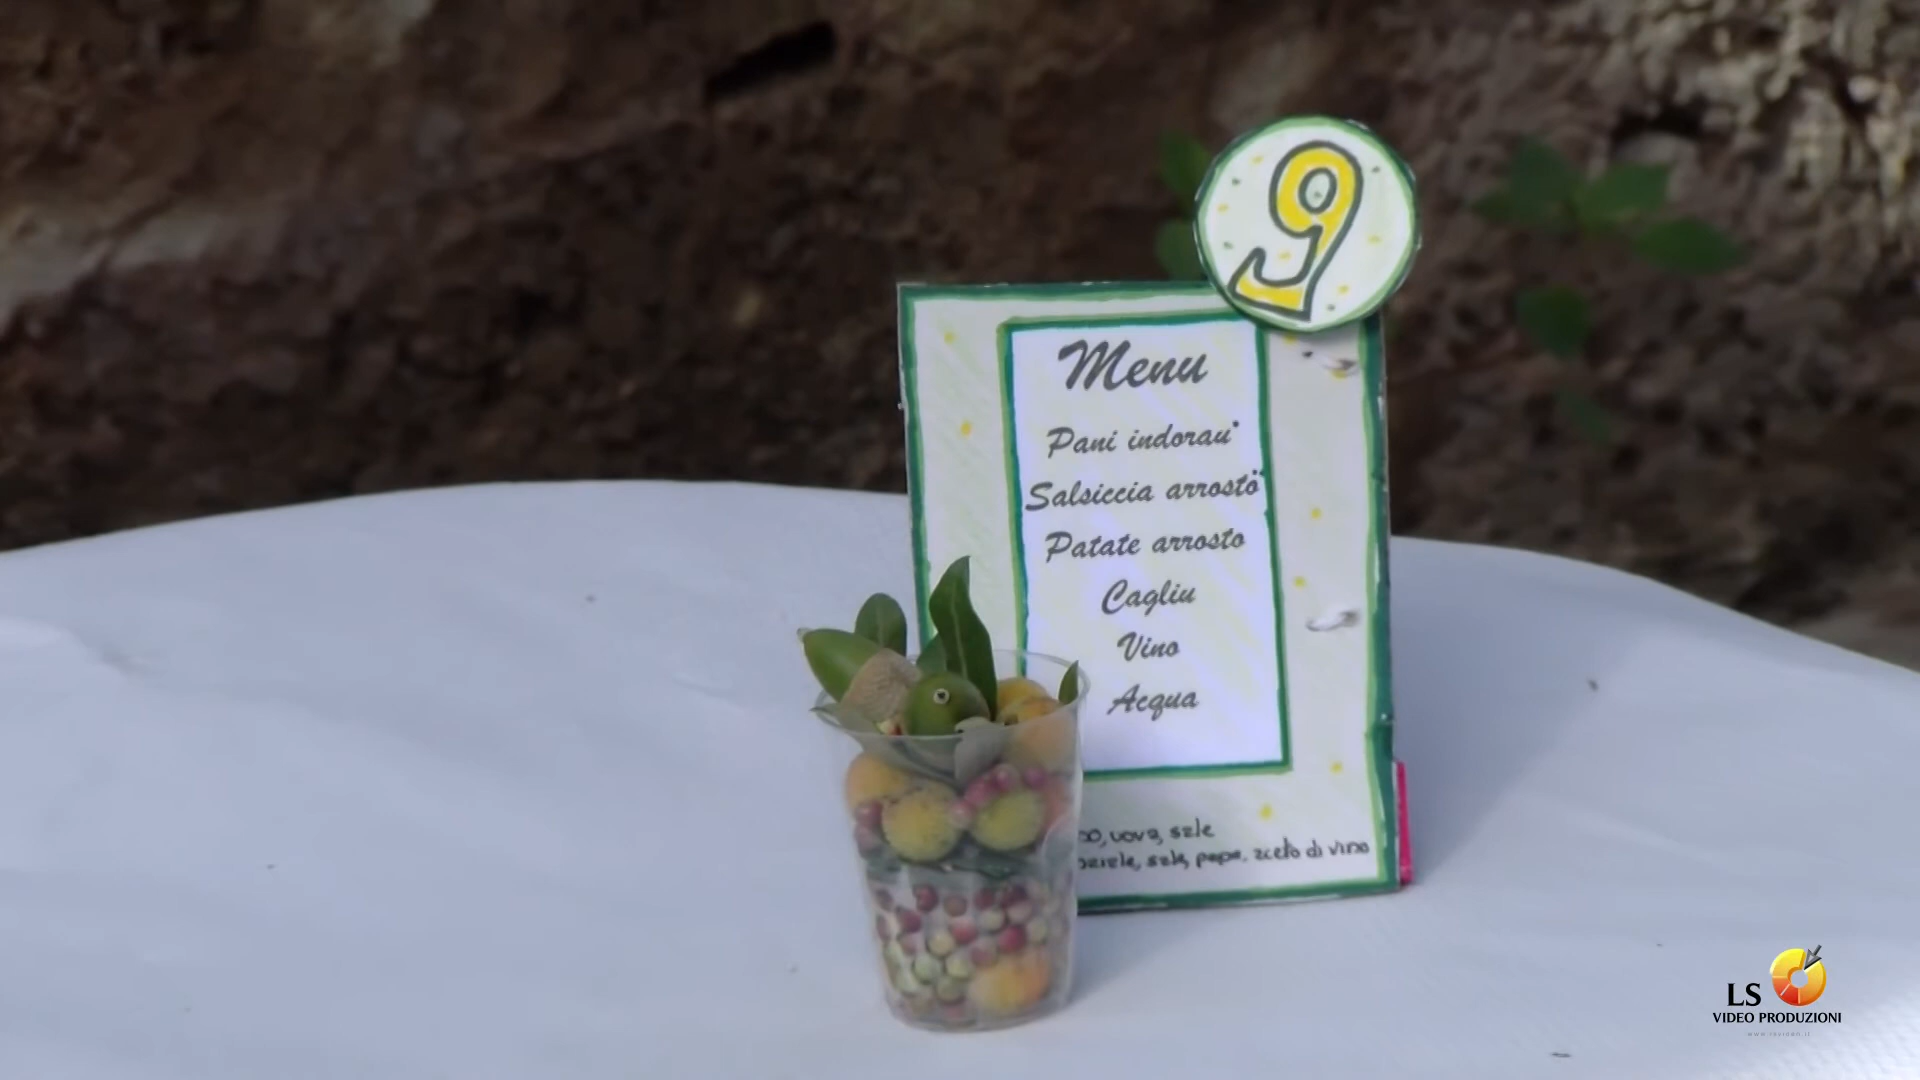 9
Menu
Pani indorau*
Salsiccia arrosto**
Patate arrosto
Cagliu
Vino
Acqua
uova, sale
sale, pepe, aceto di vino
LS
VIDEO PRODUZIONI